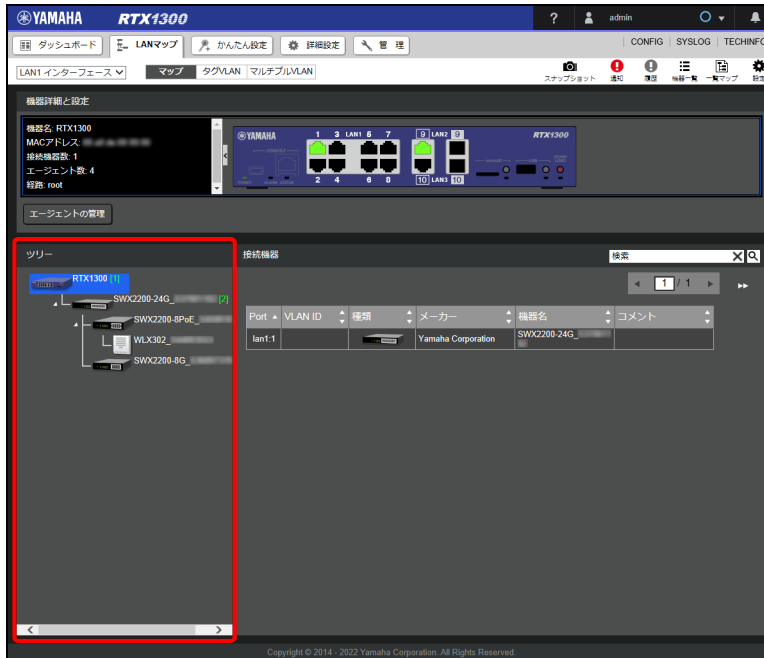 YAMAHA RTX1300 ? admin
ダッシュボード LANマップ かんたん設定 詳細設定 管 理 CONFIG SYSLOG TECHINFO
LAN1 インターフェース マップ タグVLAN マルチプルVLAN
スナップショット 通知 履歴 機器一覧 一覧マップ 設定
機器詳細と設定
機器名: RTX1300
MACアドレス:
接続機器数: 1
エージェント数: 4
経路: root
YAMAHA 1 3 LAN1 5 7 9 LAN2 9 RTX1300
2 4 6 8 10 LAN3 10
エージェントの管理
ツリー
RTX1300 [1]
SWX2200-24G_ [2]
SWX2200-8PoE_
WLX302_
SWX2200-8G_
接続機器 検索
1 / 1
Port VLAN ID 種類 メーカー 機器名 コメント
lan1:1 Yamaha Corporation SWX2200-24G_
Copyright © 2014 - 2022 Yamaha Corporation. All Rights Reserved.